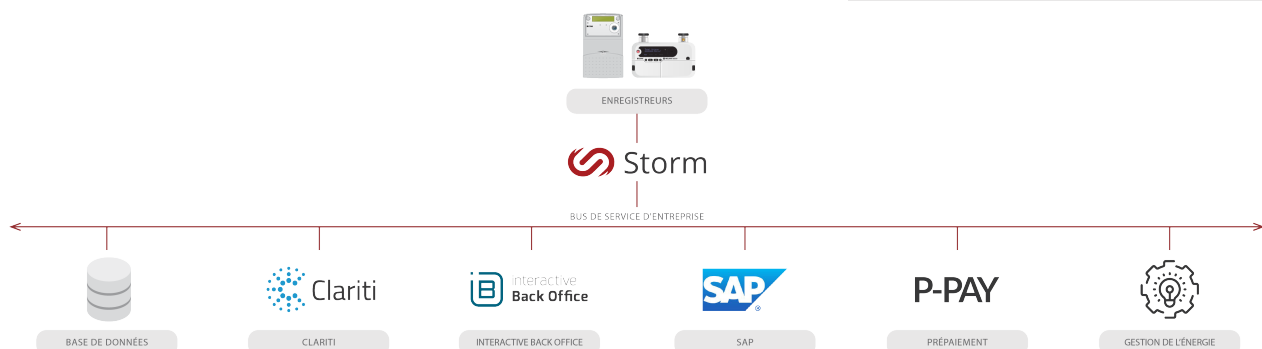 ENREGISTREURS
Storm
BUS DE SERVICE D'ENTREPRISE
Clariti
interactive
Back Office
SAP
®
P-PAY
BASE DE DONNÉES
CLARITI
INTERACTIVE BACK OFFICE
SAP
PRÉPAIEMENT
GESTION DE L'ÉNERGIE